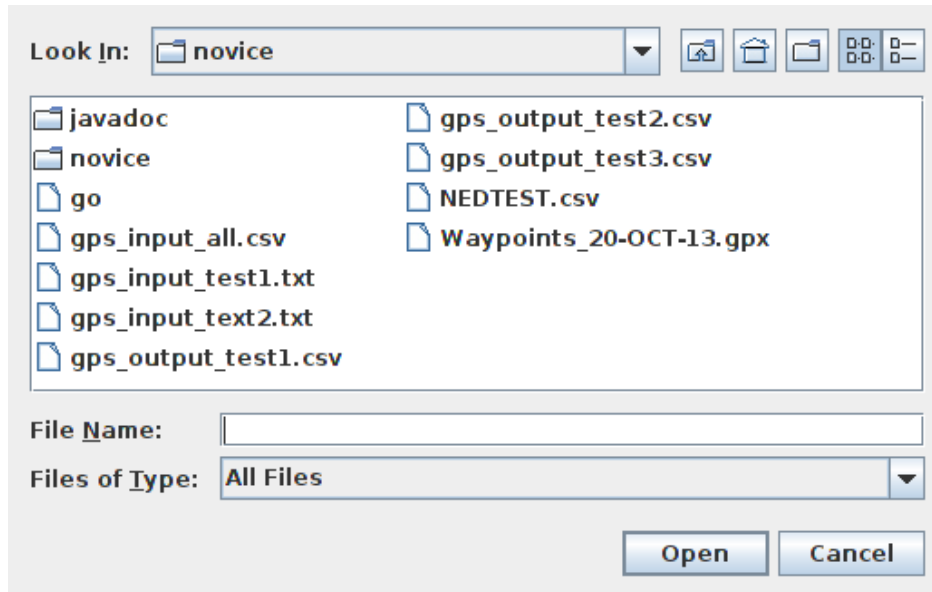 Look In: novice
javadoc
novice
go
gps_input_all.csv
gps_input_test1.txt
gps_input_text2.txt
gps_output_test1.csv
gps_output_test2.csv
gps_output_test3.csv
NEDTEST.csv
Waypoints_20-OCT-13.gpx
File Name:
Files of Type: All Files
Open Cancel